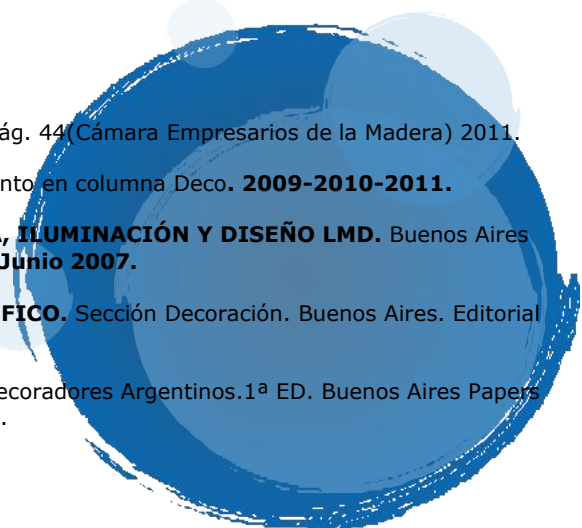 ág. 44(Cámara Empresarios de la Madera) 2011.
nto en columna Deco. 2009-2010-2011.
, ILUMINACIÓN Y DISEÑO LMD. Buenos Aires
Junio 2007.
FICO. Sección Decoración. Buenos Aires. Editorial
ecoradores Argentinos.1ª ED. Buenos Aires Papers
.